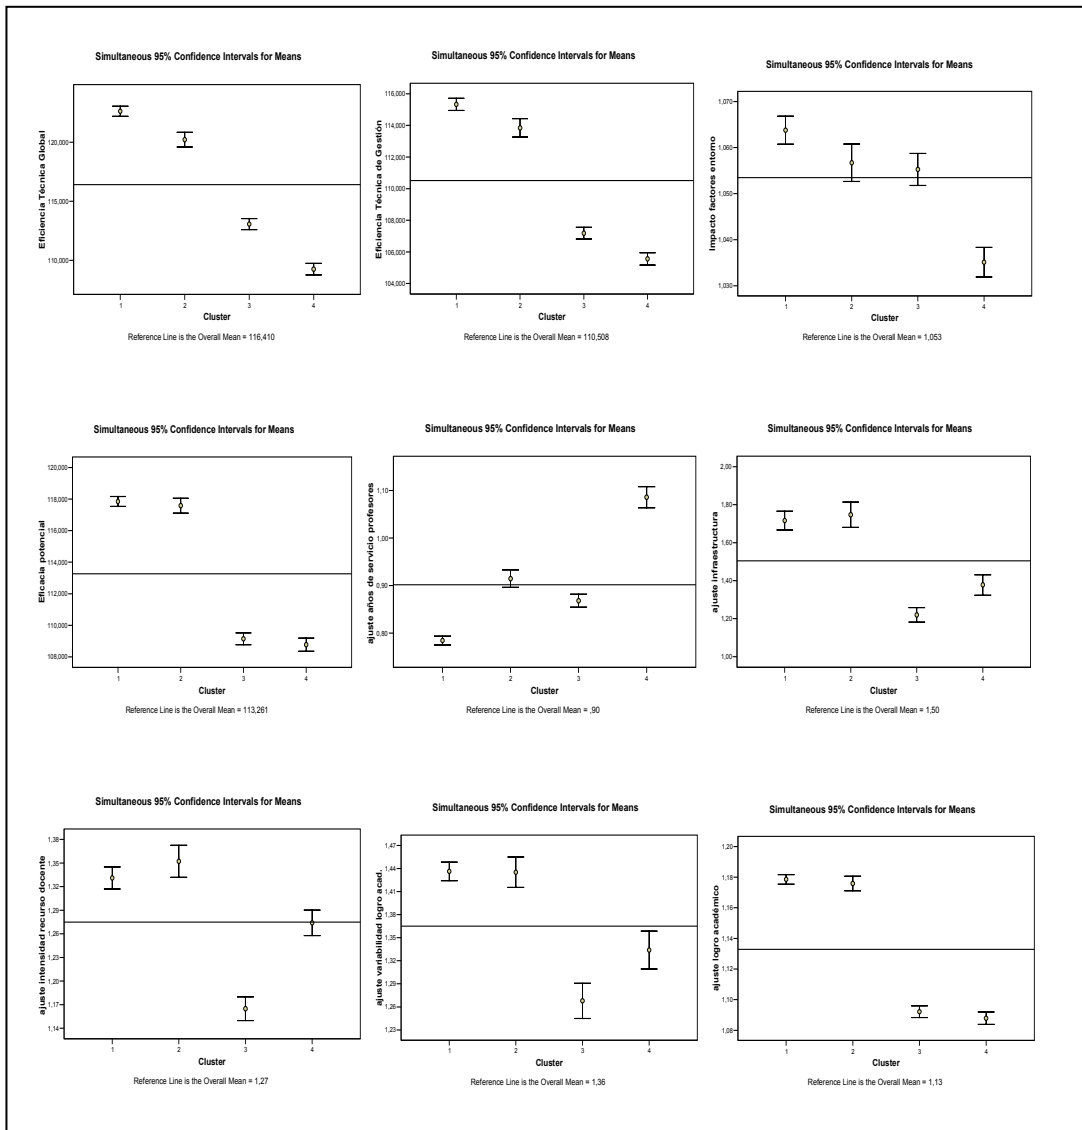 Simultaneous 95% Confidence Intervals for Means
Eficiencia Técnica Global
120,000
115,000
110,000
1 2 3 4
Cluster
Reference Line is the Overall Mean = 116,410
Simultaneous 95% Confidence Intervals for Means
Eficiencia Técnica de Gestión
116,000
114,000
112,000
110,000
108,000
106,000
104,000
1 2 3 4
Cluster
Reference Line is the Overall Mean = 110,508
Simultaneous 95% Confidence Intervals for Means
Impacto factores entorno
1,070
1,060
1,050
1,040
1,030
1 2 3 4
Cluster
Reference Line is the Overall Mean = 1,053
Simultaneous 95% Confidence Intervals for Means
Eficacia potencial
120,000
118,000
116,000
114,000
112,000
110,000
108,000
1 2 3 4
Cluster
Reference Line is the Overall Mean = 113,261
Simultaneous 95% Confidence Intervals for Means
ajuste años de servicio profesores
1,10
1,00
0,90
0,80
1 2 3 4
Cluster
Reference Line is the Overall Mean = ,90
Simultaneous 95% Confidence Intervals for Means
ajuste infraestructura
2,00
1,80
1,60
1,40
1,20
1,00
1 2 3 4
Cluster
Reference Line is the Overall Mean = 1,50
Simultaneous 95% Confidence Intervals for Means
ajuste intensidad recurso docente
1,38
1,35
1,32
1,29
1,26
1,23
1,20
1,17
1,14
1 2 3 4
Cluster
Reference Line is the Overall Mean = 1,27
Simultaneous 95% Confidence Intervals for Means
ajuste variabilidad logro acad.
1,47
1,44
1,41
1,38
1,35
1,32
1,29
1,26
1,23
1 2 3 4
Cluster
Reference Line is the Overall Mean = 1,36
Simultaneous 95% Confidence Intervals for Means
ajuste logro académico
1,20
1,18
1,16
1,14
1,12
1,10
1,08
1 2 3 4
Cluster
Reference Line is the Overall Mean = 1,13